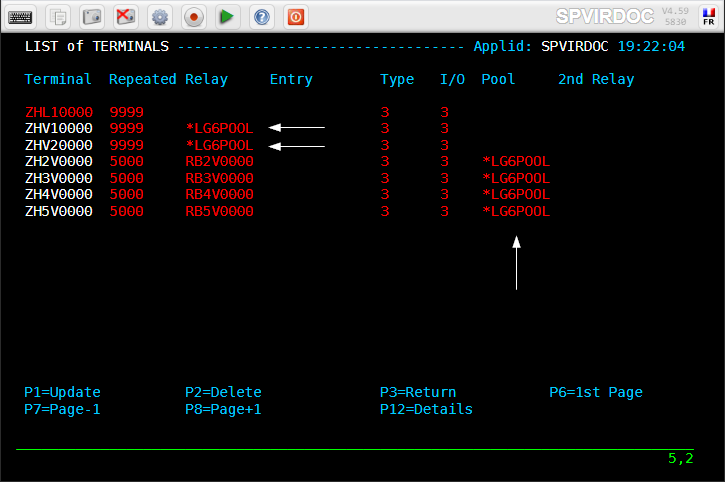 SPVIRDOC V4.59
5830
FR
LIST of TERMINALS ---------------------------------- Applid: SPVIRDOC 19:22:04
Terminal Repeated Relay Entry Type I/O Pool 2nd Relay
ZHL10000 9999 3 3
ZHV10000 9999 *LG6POOL 3 3
ZHV20000 9999 *LG6POOL 3 3
ZH2V0000 5000 RB2V0000 3 3 *LG6POOL
ZH3V0000 5000 RB3V0000 3 3 *LG6POOL
ZH4V0000 5000 RB4V0000 3 3 *LG6POOL
ZH5V0000 5000 RB5V0000 3 3 *LG6POOL
P1=Update P2=Delete P3=Return P6=1st Page
P7=Page-1 P8=Page+1 P12=Details
5,2